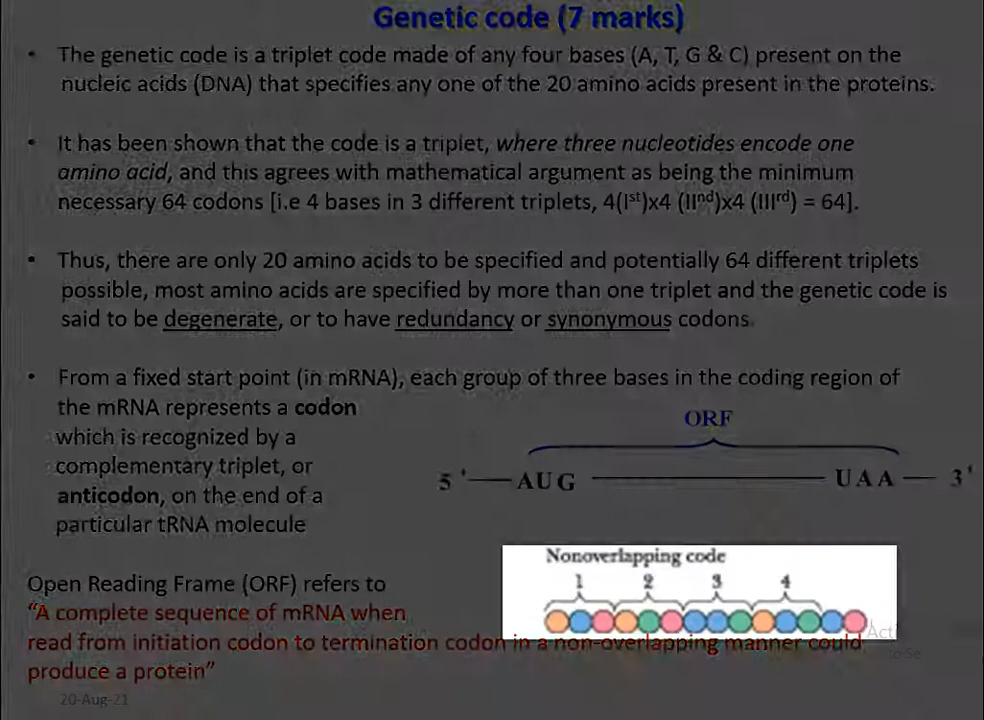 Genetic code (7 marks)
• The genetic code is a triplet code made of any four bases (A, T, G & C) present on the
nucleic acids (DNA) that specifies any one of the 20 amino acids present in the proteins.
• It has been shown that the code is a triplet, where three nucleotides encode one
amino acid, and this agrees with mathematical argument as being the minimum
necessary 64 codons [i.e 4 bases in 3 different triplets, 4(Ist)x4 (IInd)x4 (IIIrd) = 64].
• Thus, there are only 20 amino acids to be specified and potentially 64 different triplets
possible, most amino acids are specified by more than one triplet and the genetic code is
said to be degenerate, or to have redundancy or synonymous codons.
• From a fixed start point (in mRNA), each group of three bases in the coding region of
the mRNA represents a codon
which is recognized by a
complementary triplet, or
anticodon, on the end of a
particular tRNA molecule
ORF
5 ' AUG UAA 3'
Nonoverlapping code
1 2 3 4
Open Reading Frame (ORF) refers to
“A complete sequence of mRNA when
read from initiation codon to termination codon in a non-overlapping manner could
produce a protein”
Acti
to Se
20-Aug-21